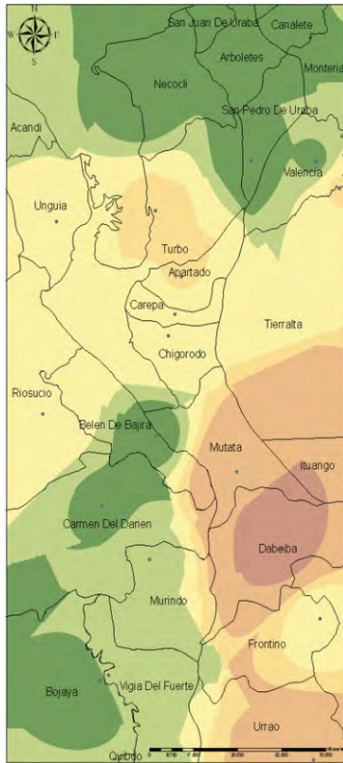 N
W E
S
San Juan De Uraba
Canalete
Arboletes
Necocli
Monteria
San Pedro De Uraba
Acandi
Valencia
Unguia
Turbo
Apartado
Carepa
Tierralta
Chigorodo
Riosucio
Belen De Bajira
Mutata
Ituango
Carmen Del Darien
Dabeiba
Murindo
Frontino
Vigia Del Fuerte
Bojaya
Urrao
Quibdo